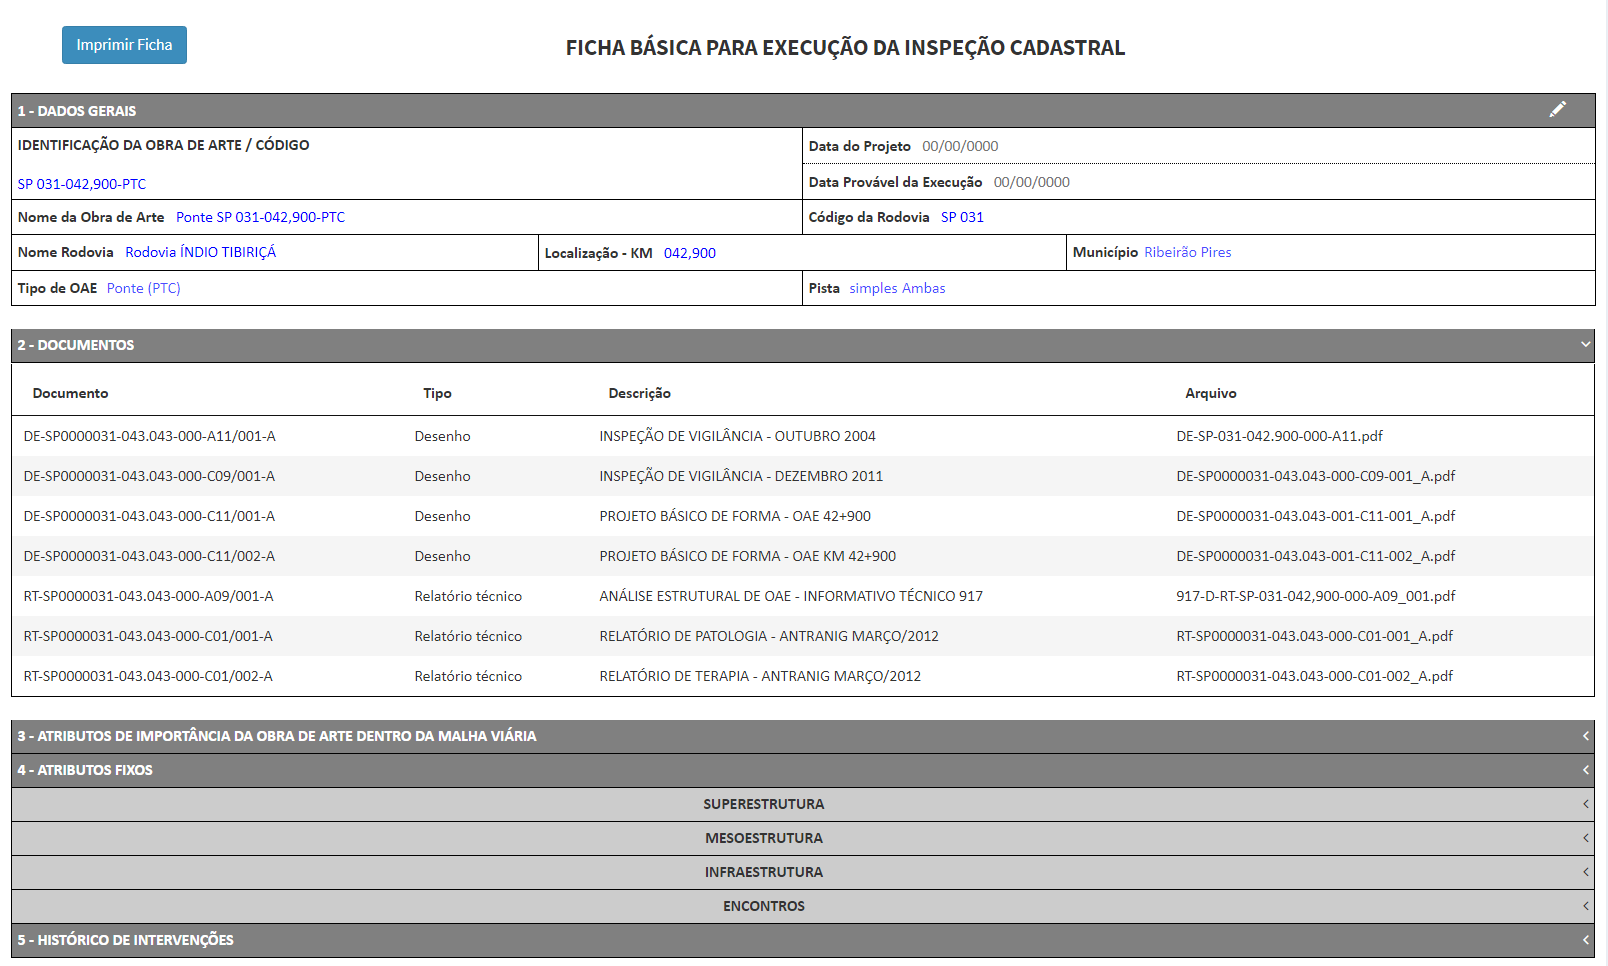 Imprimir Ficha
FICHA BÁSICA PARA EXECUÇÃO DA INSPEÇÃO CADASTRAL
1 - DADOS GERAIS
IDENTIFICAÇÃO DA OBRA DE ARTE / CÓDIGO
SP 031-042,900-PTC
Data do Projeto 00/00/0000
Data Provável da Execução 00/00/0000
Nome da Obra de Arte Ponte SP 031-042,900-PTC
Código da Rodovia SP 031
Nome Rodovia Rodovia ÍNDIO TIBIRIÇÁ
Localização - KM 042,900
Município Ribeirão Pires
Tipo de OAE Ponte (PTC)
Pista simples Ambas
2 - DOCUMENTOS
Documento Tipo Descrição Arquivo
DE-SP0000031-043.043-000-A11/001-A Desenho INSPEÇÃO DE VIGILÂNCIA - OUTUBRO 2004 DE-SP-031-042.900-000-A11.pdf
DE-SP0000031-043.043-000-C09/001-A Desenho INSPEÇÃO DE VIGILÂNCIA - DEZEMBRO 2011 DE-SP0000031-043.043-000-C09-001_A.pdf
DE-SP0000031-043.043-000-C11/001-A Desenho PROJETO BÁSICO DE FORMA - OAE 42+900 DE-SP0000031-043.043-001-C11-001_A.pdf
DE-SP0000031-043.043-000-C11/002-A Desenho PROJETO BÁSICO DE FORMA - OAE KM 42+900 DE-SP0000031-043.043-001-C11-002_A.pdf
RT-SP0000031-043.043-000-A09/001-A Relatório técnico ANÁLISE ESTRUTURAL DE OAE - INFORMATIVO TÉCNICO 917 917-D-RT-SP-031-042,900-000-A09_001.pdf
RT-SP0000031-043.043-000-C01/001-A Relatório técnico RELATÓRIO DE PATOLOGIA - ANTRANIG MARÇO/2012 RT-SP0000031-043.043-000-C01-001_A.pdf
RT-SP0000031-043.043-000-C01/002-A Relatório técnico RELATÓRIO DE TERAPIA - ANTRANIG MARÇO/2012 RT-SP0000031-043.043-000-C01-002_A.pdf
3 - ATRIBUTOS DE IMPORTÂNCIA DA OBRA DE ARTE DENTRO DA MALHA VIÁRIA
4 - ATRIBUTOS FIXOS
SUPERESTRUTURA
MESOESTRUTURA
INFRAESTRUTURA
ENCONTROS
5 - HISTÓRICO DE INTERVENÇÕES